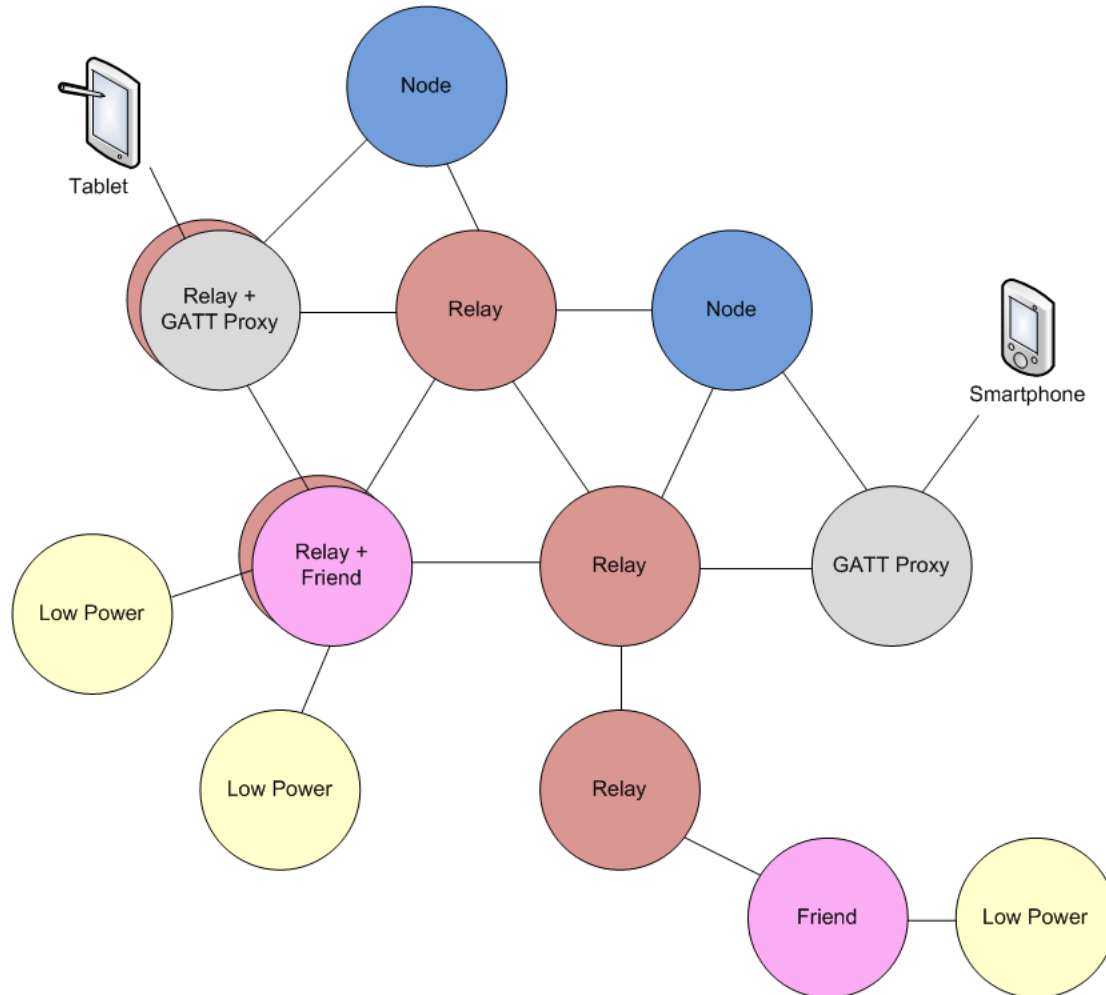 Node
Tablet
Relay +
GATT Proxy
Relay
Node
Smartphone
Relay +
Friend
Relay
GATT Proxy
Low Power
Low Power
Relay
Friend
Low Power